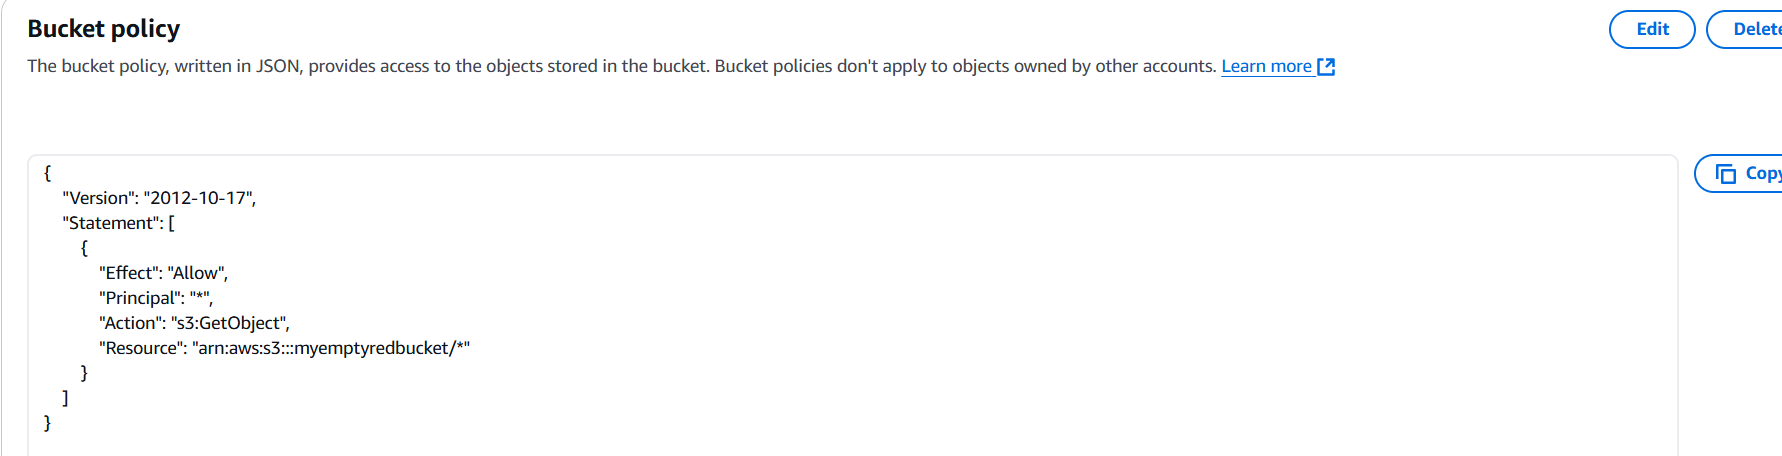 Bucket policy
Edit
Delete
The bucket policy, written in JSON, provides access to the objects stored in the bucket. Bucket policies don't apply to objects owned by other accounts. Learn more
Copy
{
"Version": "2012-10-17",
"Statement": [
{
"Effect": "Allow",
"Principal": "*",
"Action": "s3:GetObject",
"Resource": "arn:aws:s3:::myemptyredbucket/*"
}
]
}